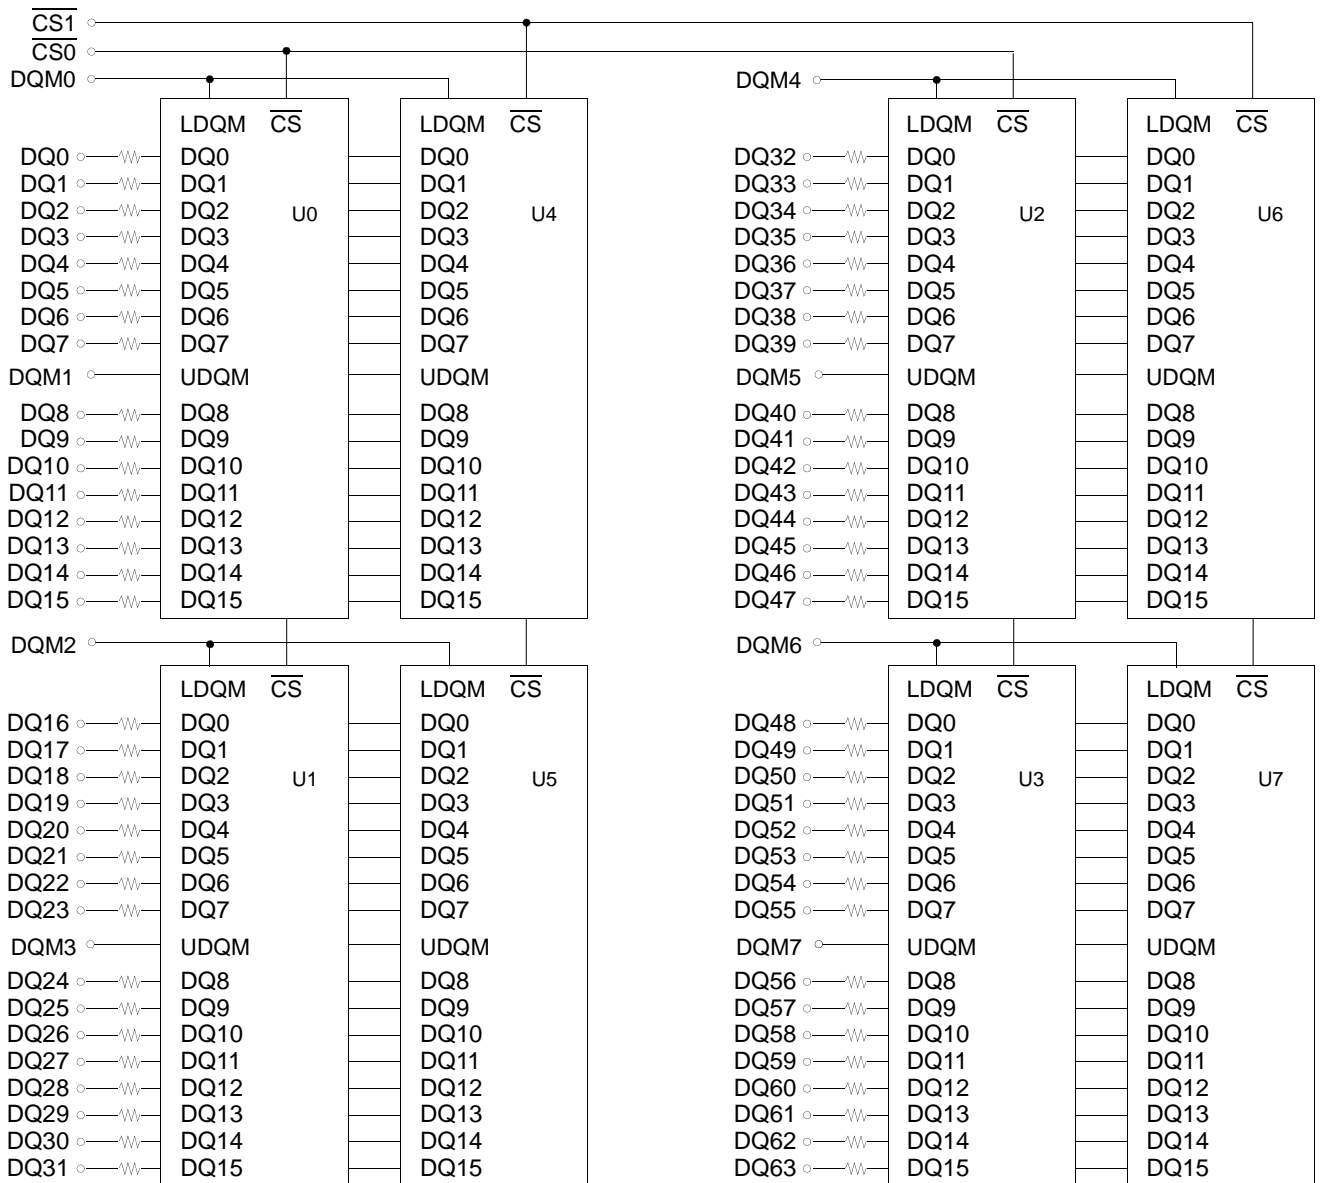 CS1
CS0
DQM0 DQM4
LDQM CS LDQM CS LDQM CS LDQM CS
DQ0 DQ0 DQ0 DQ32 DQ0 DQ0
DQ1 DQ1 DQ1 DQ33 DQ1 DQ1
DQ2 DQ2 U0 DQ2 U4 DQ34 DQ2 U2 DQ2 U6
DQ3 DQ3 DQ3 DQ35 DQ3 DQ3
DQ4 DQ4 DQ4 DQ36 DQ4 DQ4
DQ5 DQ5 DQ5 DQ37 DQ5 DQ5
DQ6 DQ6 DQ6 DQ38 DQ6 DQ6
DQ7 DQ7 DQ7 DQ39 DQ7 DQ7
DQM1 UDQM UDQM DQM5 UDQM UDQM
DQ8 DQ8 DQ8 DQ40 DQ8 DQ8
DQ9 DQ9 DQ9 DQ41 DQ9 DQ9
DQ10 DQ10 DQ10 DQ42 DQ10 DQ10
DQ11 DQ11 DQ11 DQ43 DQ11 DQ11
DQ12 DQ12 DQ12 DQ44 DQ12 DQ12
DQ13 DQ13 DQ13 DQ45 DQ13 DQ13
DQ14 DQ14 DQ14 DQ46 DQ14 DQ14
DQ15 DQ15 DQ15 DQ47 DQ15 DQ15
DQM2 DQM6
LDQM CS LDQM CS LDQM CS LDQM CS
DQ16 DQ0 DQ0 DQ48 DQ0 DQ0
DQ17 DQ1 DQ1 DQ49 DQ1 DQ1
DQ18 DQ2 U1 DQ2 U5 DQ50 DQ2 U3 DQ2 U7
DQ19 DQ3 DQ3 DQ51 DQ3 DQ3
DQ20 DQ4 DQ4 DQ52 DQ4 DQ4
DQ21 DQ5 DQ5 DQ53 DQ5 DQ5
DQ22 DQ6 DQ6 DQ54 DQ6 DQ6
DQ23 DQ7 DQ7 DQ55 DQ7 DQ7
DQM3 UDQM UDQM DQM7 UDQM UDQM
DQ24 DQ8 DQ8 DQ56 DQ8 DQ8
DQ25 DQ9 DQ9 DQ57 DQ9 DQ9
DQ26 DQ10 DQ10 DQ58 DQ10 DQ10
DQ27 DQ11 DQ11 DQ59 DQ11 DQ11
DQ28 DQ12 DQ12 DQ60 DQ12 DQ12
DQ29 DQ13 DQ13 DQ61 DQ13 DQ13
DQ30 DQ14 DQ14 DQ62 DQ14 DQ14
DQ31 DQ15 DQ15 DQ63 DQ15 DQ15